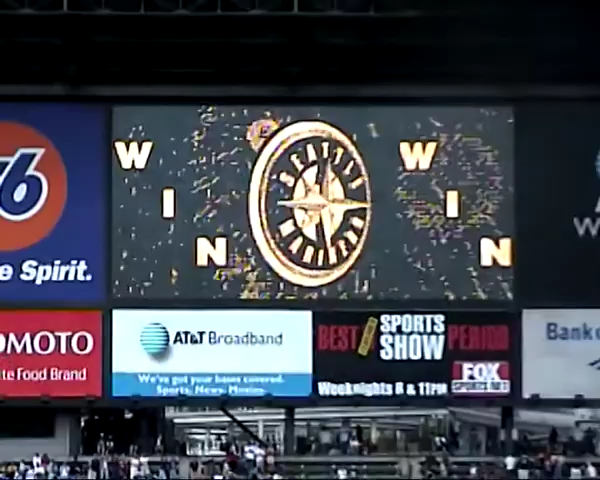 76
e Spirit.
W
I
N
SEATTLE
MARINERS
W
I
N
W
OMOTO
te Food Brand
AT&T Broadband
We've got your bases covered.
Sports. News. Movies.
BEST SPORTS SHOW PERIOD
Weeknights 8 & 11PM
FOX
SPORTS NET
Bank